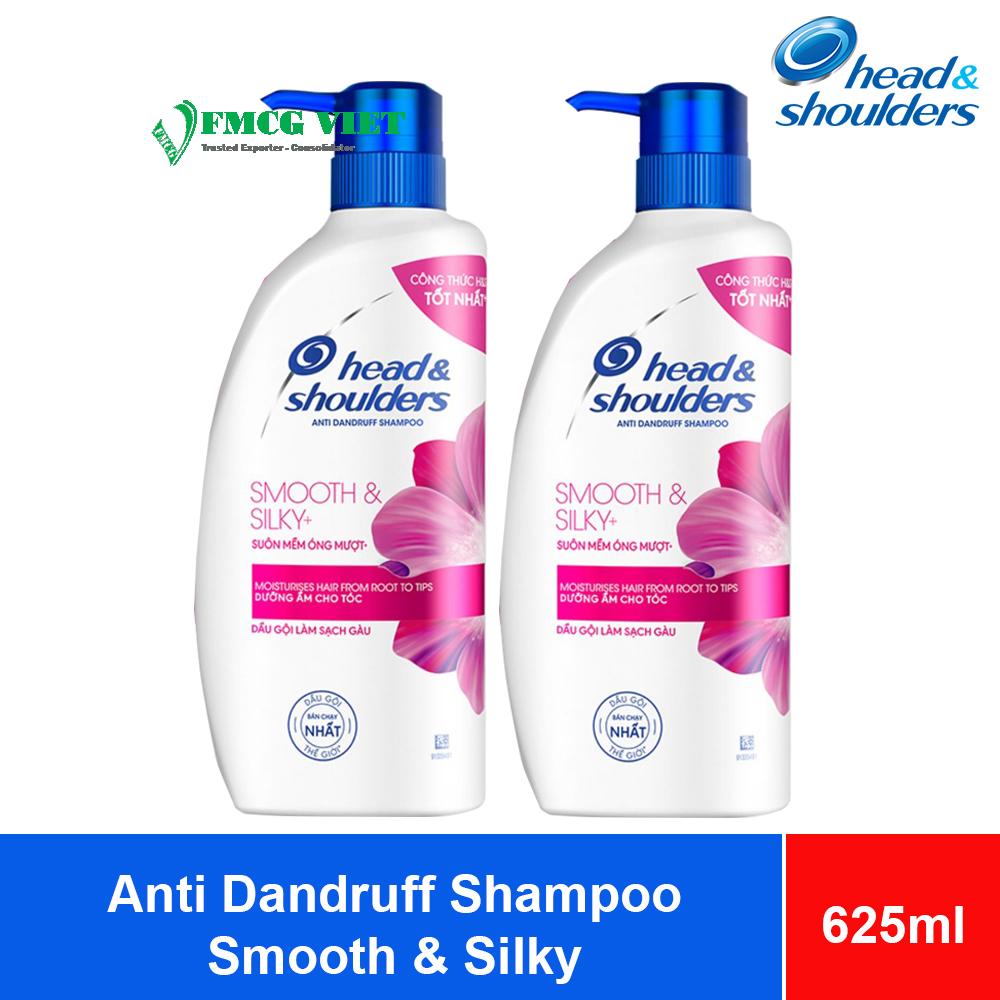 head&
shoulders
FMCG VIET
Trusted Exporter - Consolidator
FMCG
CÔNG THỨC H&S
TỐT NHẤT*
head&
shoulders
ANTI DANDRUFF SHAMPOO
SMOOTH &
SILKY+
SUÔN MỀM ÓNG MƯỢT*
MOISTURISES HAIR FROM ROOT TO TIPS
DƯỠNG ẨM CHO TÓC
DẦU GỘI LÀM SẠCH GÀU
DẦU GỘI
BÁN CHẠY
NHẤT
THẾ GIỚI*
CÔNG THỨC H&S
TỐT NHẤT*
head&
shoulders
ANTI DANDRUFF SHAMPOO
SMOOTH &
SILKY+
SUÔN MỀM ÓNG MƯỢT*
MOISTURISES HAIR FROM ROOT TO TIPS
DƯỠNG ẨM CHO TÓC
DẦU GỘI LÀM SẠCH GÀU
DẦU GỘI
BÁN CHẠY
NHẤT
THẾ GIỚI*
Anti Dandruff Shampoo
Smooth & Silky
625ml